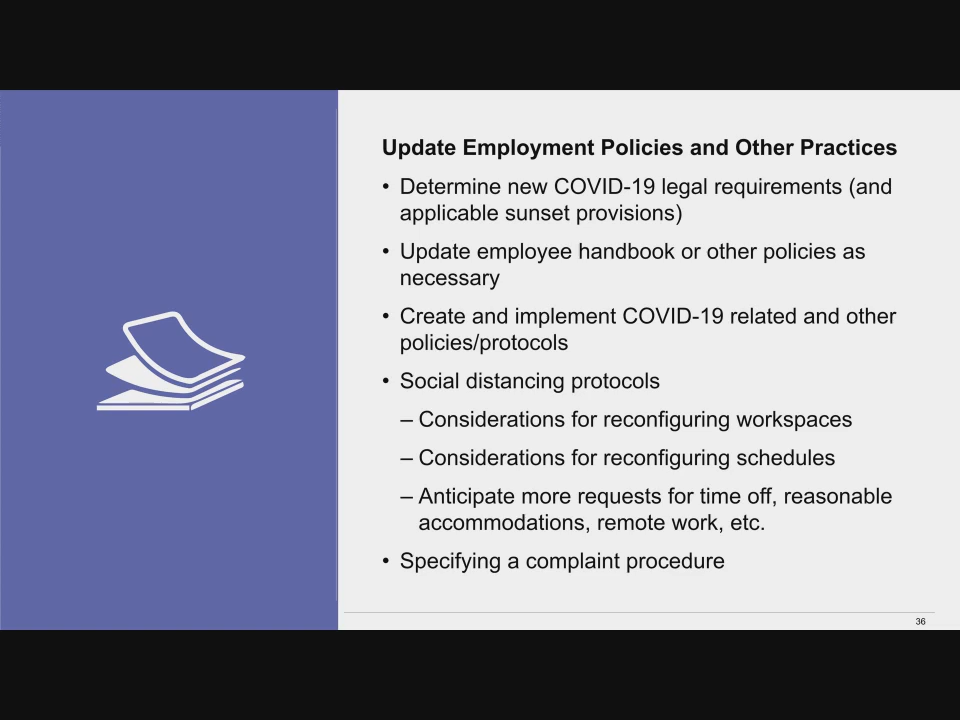 Update Employment Policies and Other Practices
• Determine new COVID-19 legal requirements (and
applicable sunset provisions)
• Update employee handbook or other policies as
necessary
• Create and implement COVID-19 related and other
policies/protocols
• Social distancing protocols
– Considerations for reconfiguring workspaces
– Considerations for reconfiguring schedules
– Anticipate more requests for time off, reasonable
accommodations, remote work, etc.
• Specifying a complaint procedure
36